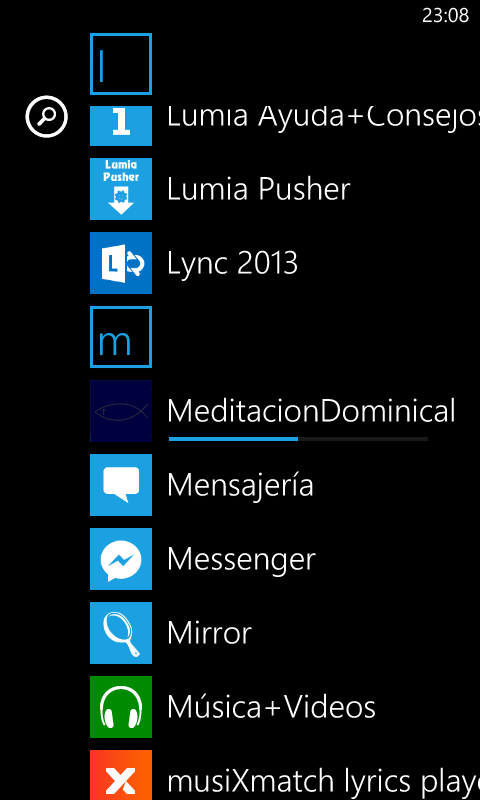 23:08
l
1
Lumia Ayuda+Consejos
Lumia Pusher
Lumia Pusher
L
Lync 2013
m
MeditacionDominical
Mensajería
Messenger
Mirror
Música+Videos
musiXmatch lyrics playe